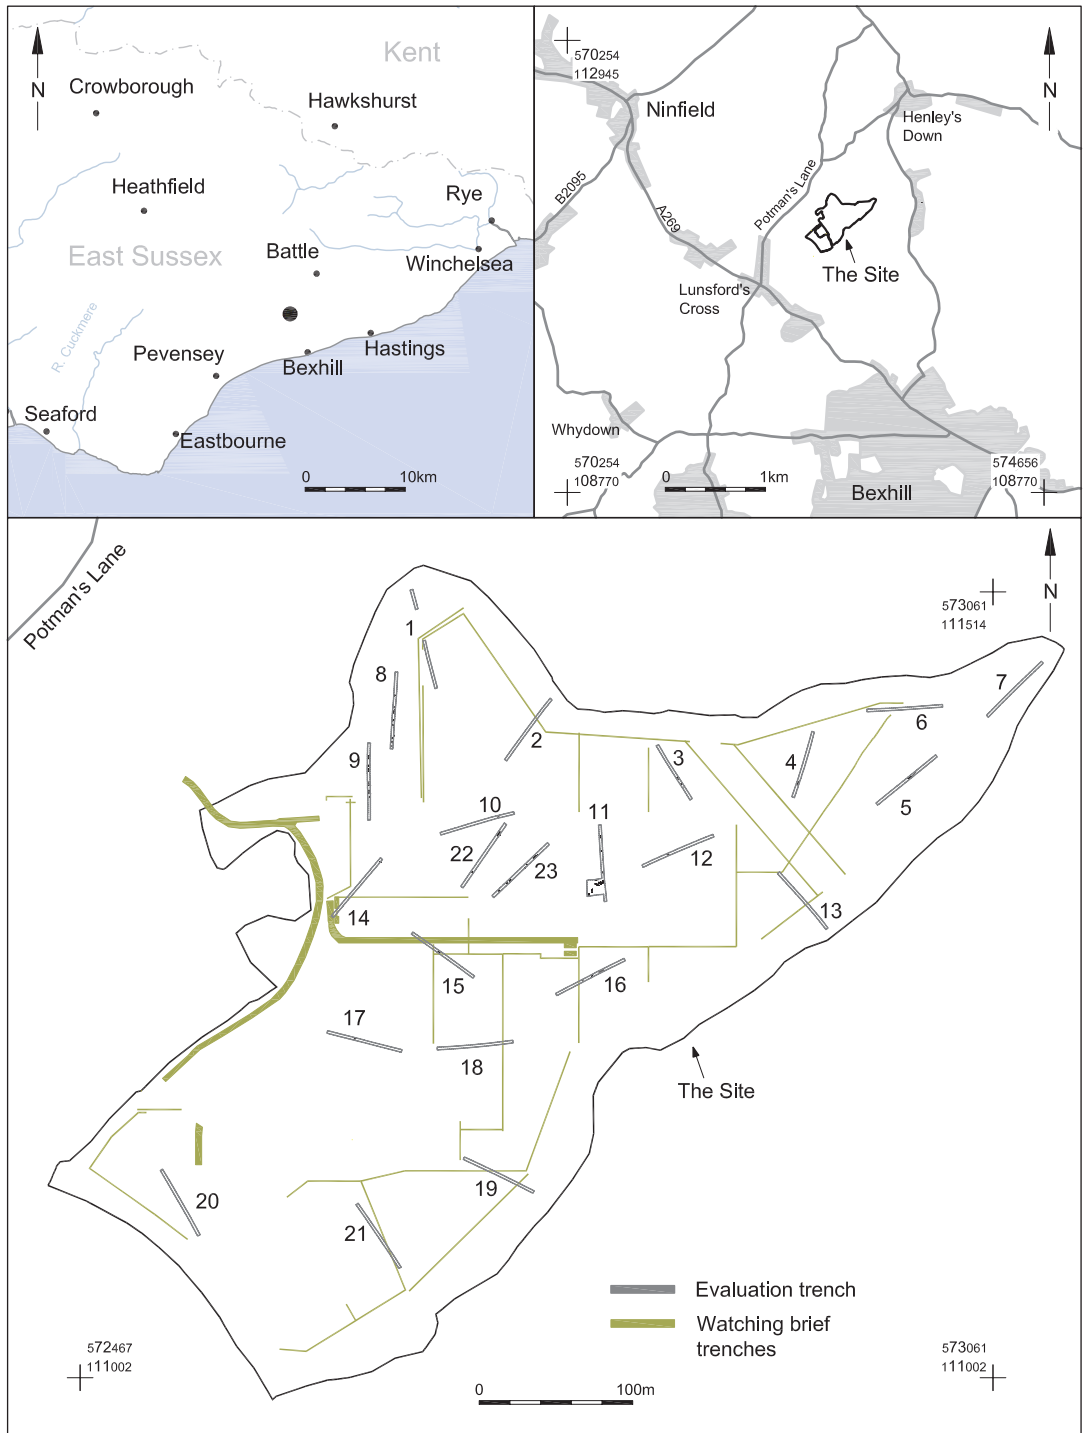 Kent
N
Crowborough
Hawkshurst
Heathfield
Rye
East Sussex
Battle
Winchelsea
R. Cuckmere
Pevensey
Hastings
Bexhill
Seaford
Eastbourne
0 10km
570254
112945
N
Ninfield
Henley's
Down
B2095
A269
Potman's Lane
The Site
Lunsford's
Cross
Whydown
570254
108770
0 1km
574656
108770
Bexhill
Potman's Lane
573061
111514
N
1
8
7
2
6
3
4
9
5
10
11
22
12
23
13
14
15
16
17
18
The Site
19
20
21
Evaluation trench
Watching brief
trenches
572467
111002
573061
111002
0 100m